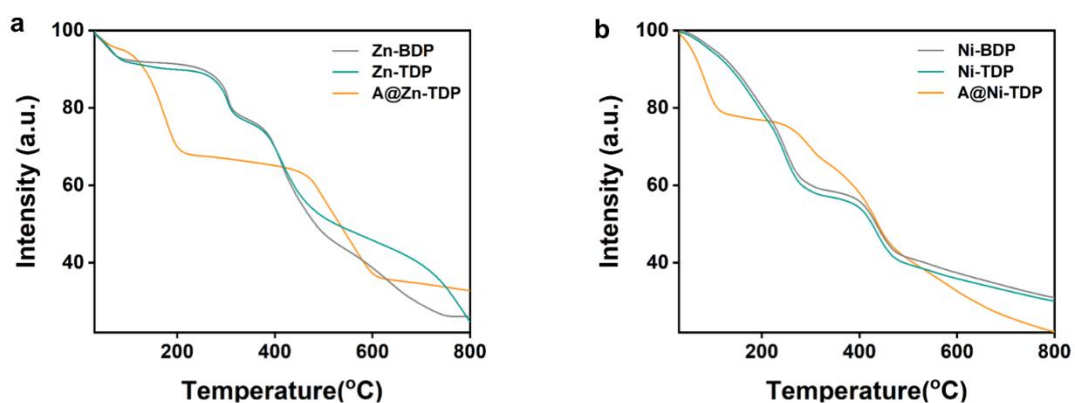 a
Zn-BDP
Zn-TDP
A@Zn-TDP
Intensity (a.u.)
100
80
60
40
200
400
600
800
Temperature(°C)
b
Ni-BDP
Ni-TDP
A@Ni-TDP
Intensity (a.u.)
100
80
60
40
200
400
600
800
Temperature(°C)